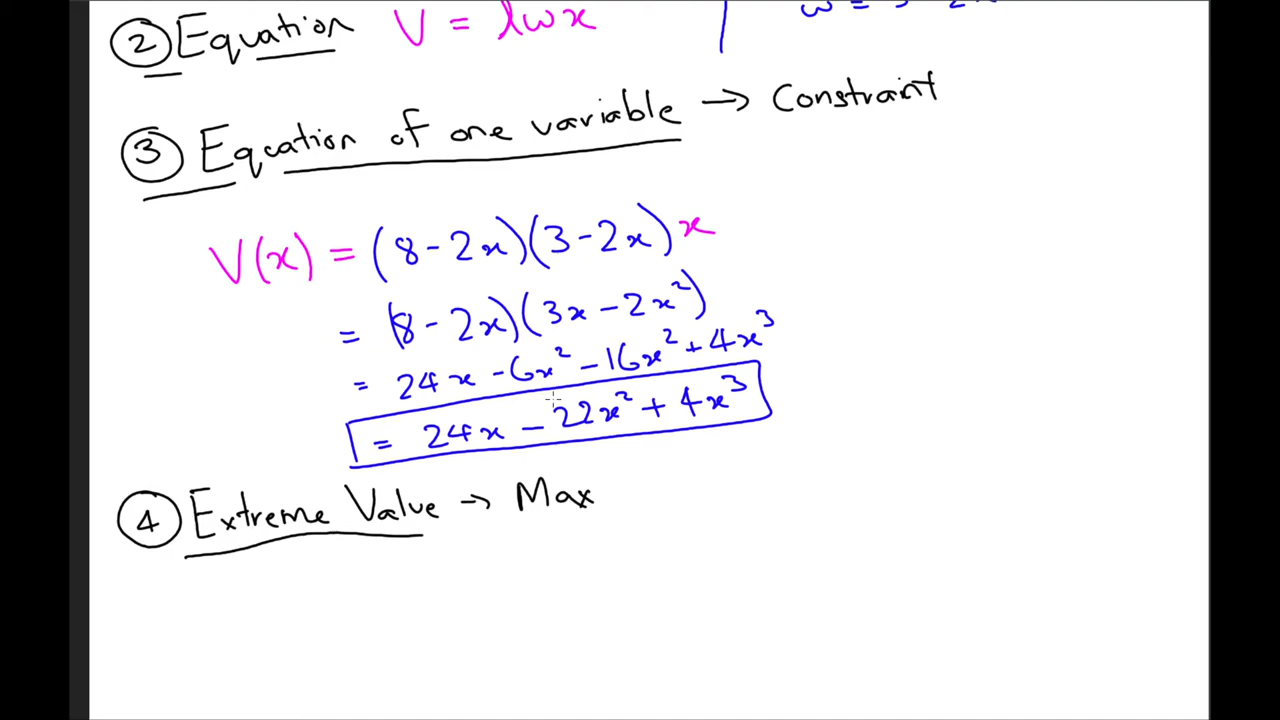 ② Equation V = lwx
③ Equation of one variable → Constraint
V(x) = (8-2x)(3-2x)x
= (8-2x)(3x-2x²)
= 24x -6x² -16x² + 4x³
= 24x - 22x² + 4x³
④ Extreme Value → Max